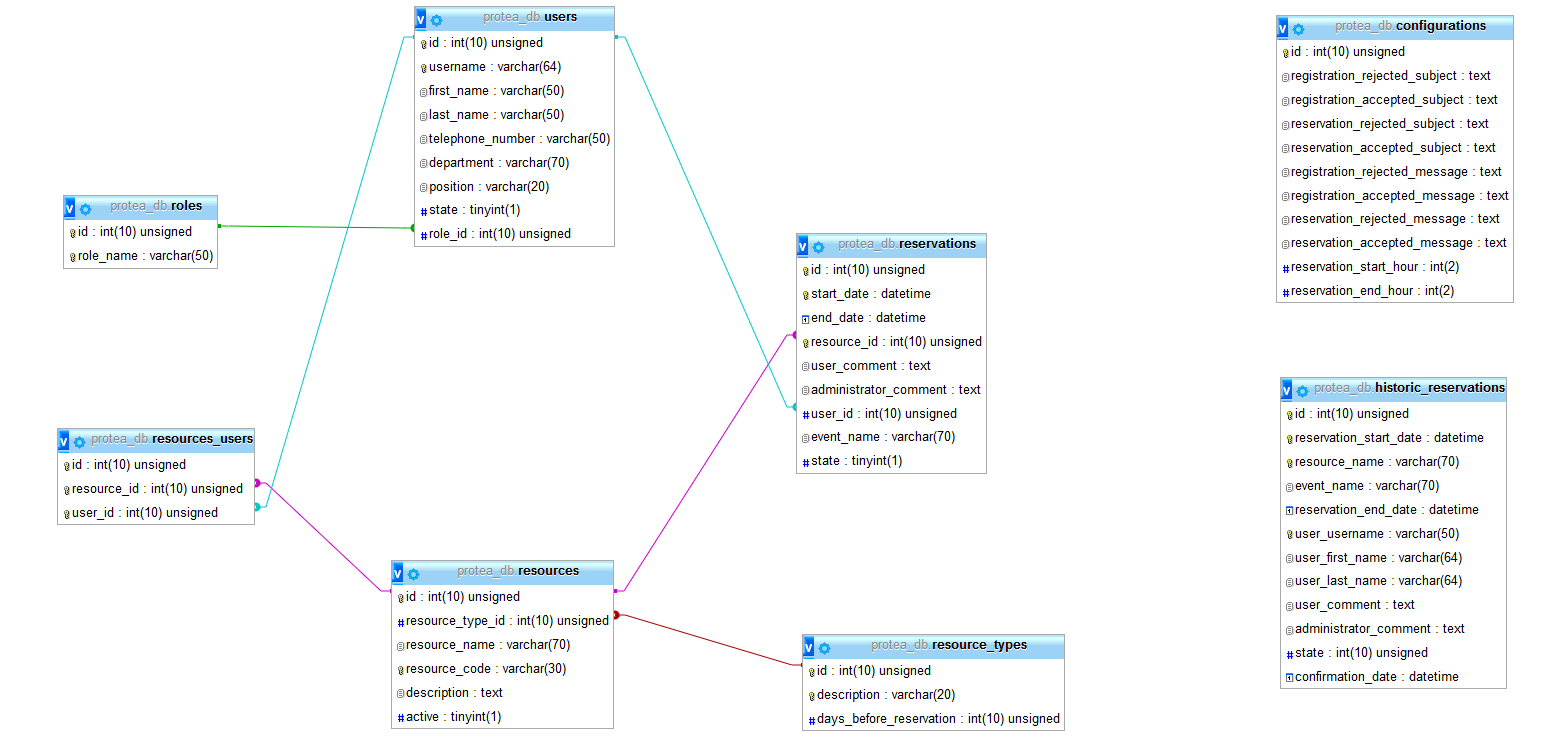 protea_db users
id : int(10) unsigned
username : varchar(64)
first_name : varchar(50)
last_name : varchar(50)
telephone_number : varchar(50)
department : varchar(70)
position : varchar(20)
state : tinyint(1)
role_id : int(10) unsigned
protea_db configurations
id : int(10) unsigned
registration_rejected_subject : text
registration_accepted_subject : text
reservation_rejected_subject : text
reservation_accepted_subject : text
registration_rejected_message : text
registration_accepted_message : text
reservation_rejected_message : text
reservation_accepted_message : text
reservation_start_hour : int(2)
reservation_end_hour : int(2)
protea_db roles
id : int(10) unsigned
role_name : varchar(50)
protea_db reservations
id : int(10) unsigned
start_date : datetime
end_date : datetime
resource_id : int(10) unsigned
user_comment : text
administrator_comment : text
user_id : int(10) unsigned
event_name : varchar(70)
state : tinyint(1)
protea_db historic_reservations
id : int(10) unsigned
reservation_start_date : datetime
resource_name : varchar(70)
event_name : varchar(70)
reservation_end_date : datetime
user_username : varchar(50)
user_first_name : varchar(64)
user_last_name : varchar(64)
user_comment : text
administrator_comment : text
state : int(10) unsigned
confirmation_date : datetime
protea_db resources_users
id : int(10) unsigned
resource_id : int(10) unsigned
user_id : int(10) unsigned
protea_db resources
id : int(10) unsigned
resource_type_id : int(10) unsigned
resource_name : varchar(70)
resource_code : varchar(30)
description : text
active : tinyint(1)
protea_db resource_types
id : int(10) unsigned
description : varchar(20)
days_before_reservation : int(10) unsigned